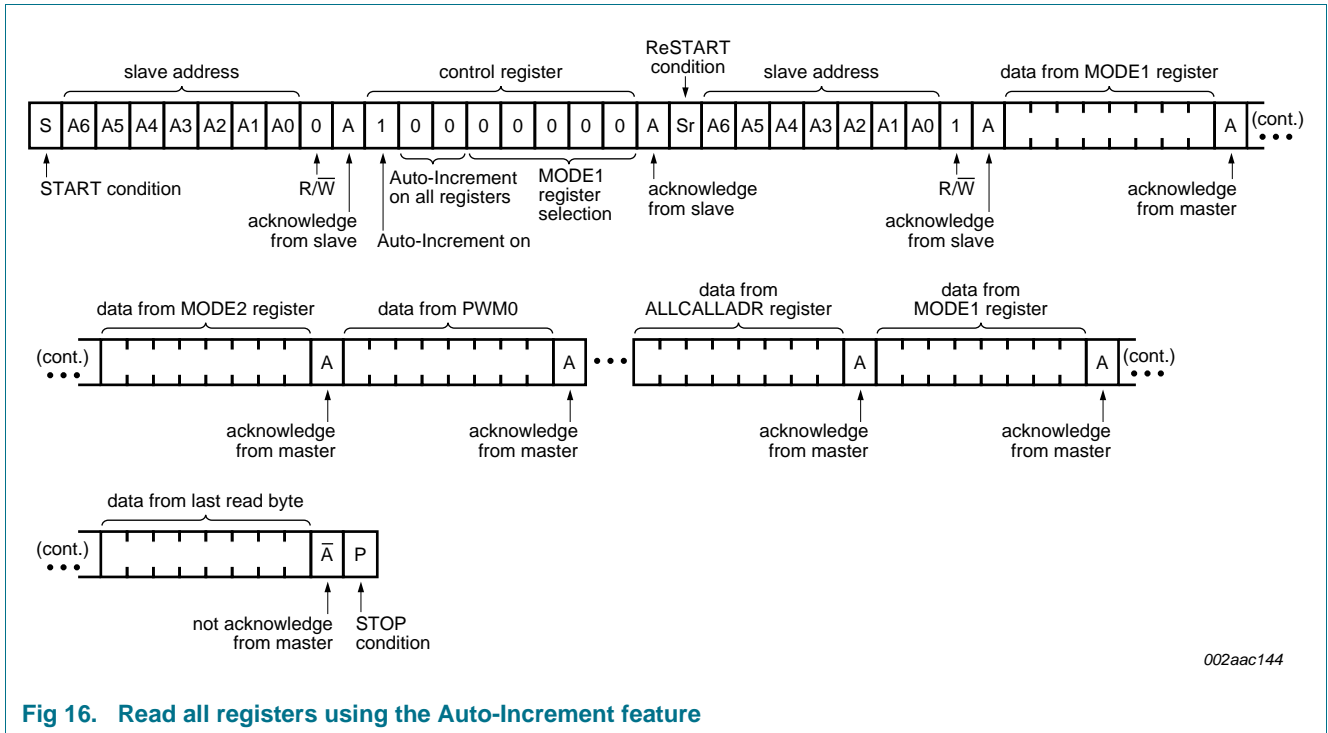 ReSTART
condition
slave address
control register
slave address
data from MODE1 register
S A6 A5 A4 A3 A2 A1 A0 0 A 1 0 0 0 0 0 0 0 A Sr A6 A5 A4 A3 A2 A1 A0 1 A A (cont.)
START condition
R/W̅
acknowledge
from slave
Auto-Increment on
Auto-Increment
on all registers
MODE1
register
selection
acknowledge
from slave
R/W̅
acknowledge
from slave
acknowledge
from master
data from MODE2 register
data from PWM0
data from
ALLCALLADR register
data from
MODE1 register
(cont.) A A A A (cont.)
acknowledge
from master
acknowledge
from master
acknowledge
from master
acknowledge
from master
data from last read byte
(cont.) A̅ P
not acknowledge
from master
STOP
condition
002aac144
Fig 16. Read all registers using the Auto-Increment feature